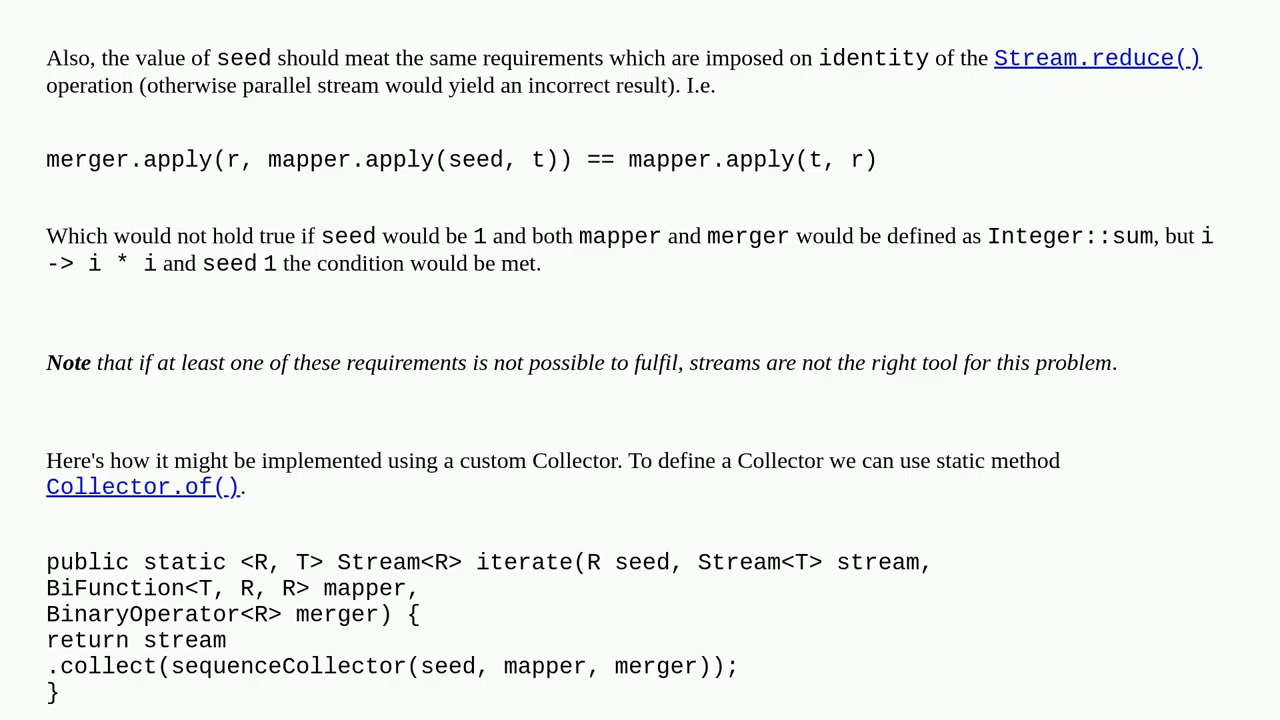 Also, the value of seed should meat the same requirements which are imposed on identity of the Stream.reduce()
operation (otherwise parallel stream would yield an incorrect result). I.e.
merger.apply(r, mapper.apply(seed, t)) == mapper.apply(t, r)
Which would not hold true if seed would be 1 and both mapper and merger would be defined as Integer::sum, but i
-> i * i and seed 1 the condition would be met.
Note that if at least one of these requirements is not possible to fulfil, streams are not the right tool for this problem.
Here's how it might be implemented using a custom Collector. To define a Collector we can use static method
Collector.of().
public static <R, T> Stream<R> iterate(R seed, Stream<T> stream,
BiFunction<T, R, R> mapper,
BinaryOperator<R> merger) {
return stream
.collect(sequenceCollector(seed, mapper, merger));
}